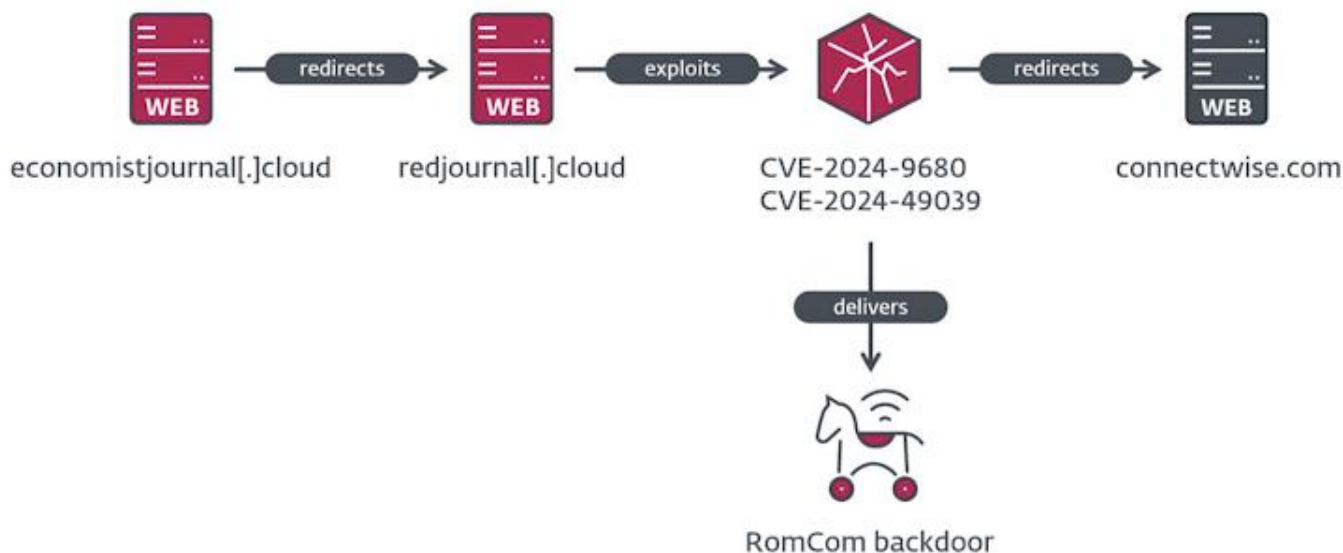 WEB
redirects
WEB
exploits
redirects
WEB
economistjournal[.]cloud
redjournal[.]cloud
CVE-2024-9680
CVE-2024-49039
connectwise.com
delivers
RomCom backdoor